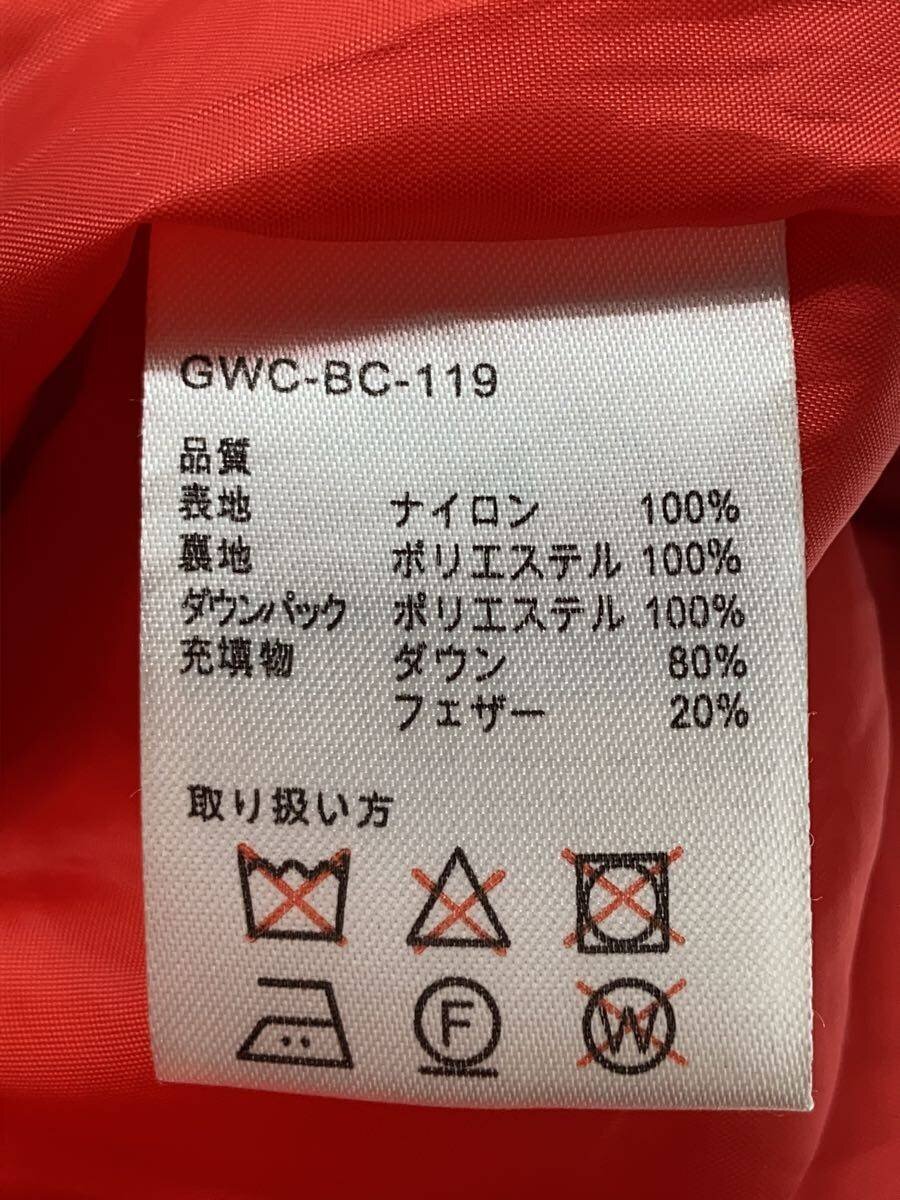 GWC-BC-119
品質
表地 ナイロン 100%
裏地 ポリエステル 100%
ダウンパック ポリエステル 100%
充填物 ダウン 80%
フェザー 20%
取り扱い方
F W